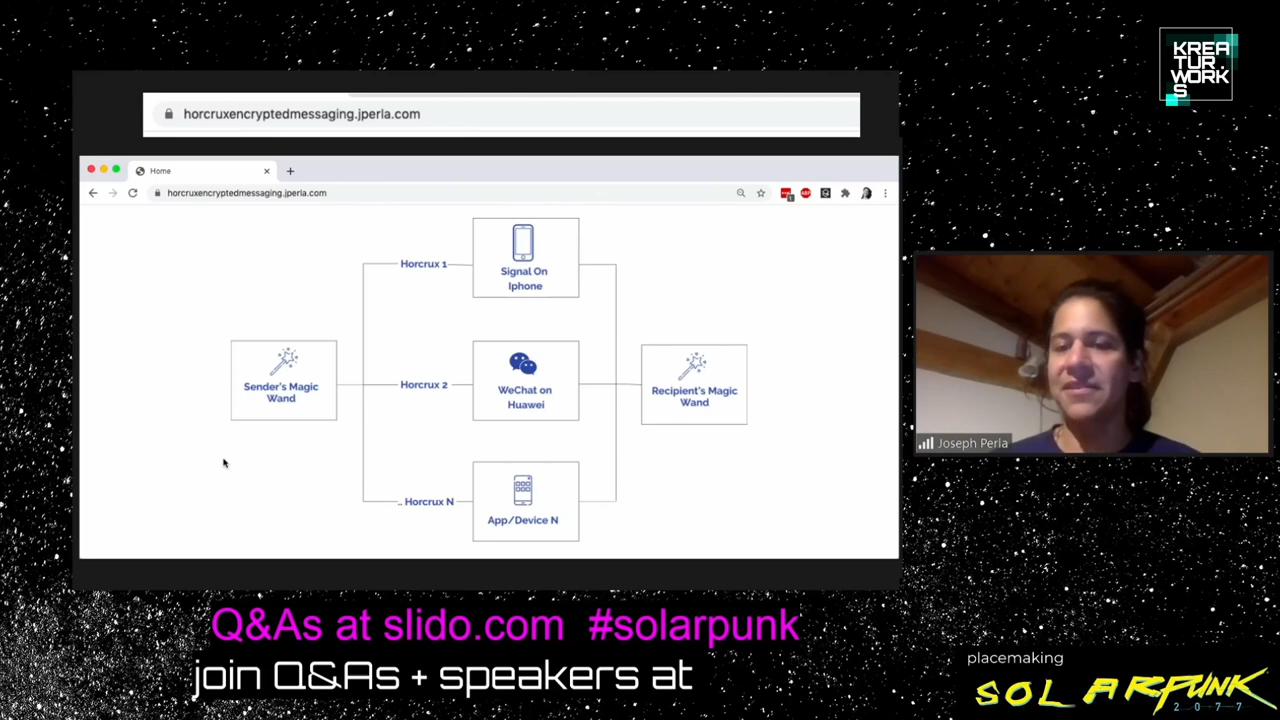 KREA
TUR.
WORK
S
horcruxencryptedmessaging.jperla.com
Home
horcruxencryptedmessaging.jperla.com
Horcrux 1
Signal On
Iphone
Sender's Magic
Wand
Horcrux 2
WeChat on
Huawei
Recipient's Magic
Wand
.. Horcrux N
App/Device N
Joseph Perla
Q&As at slido.com #solarpunk
join Q&As + speakers at
placemaking
SOLARPUNK
2077